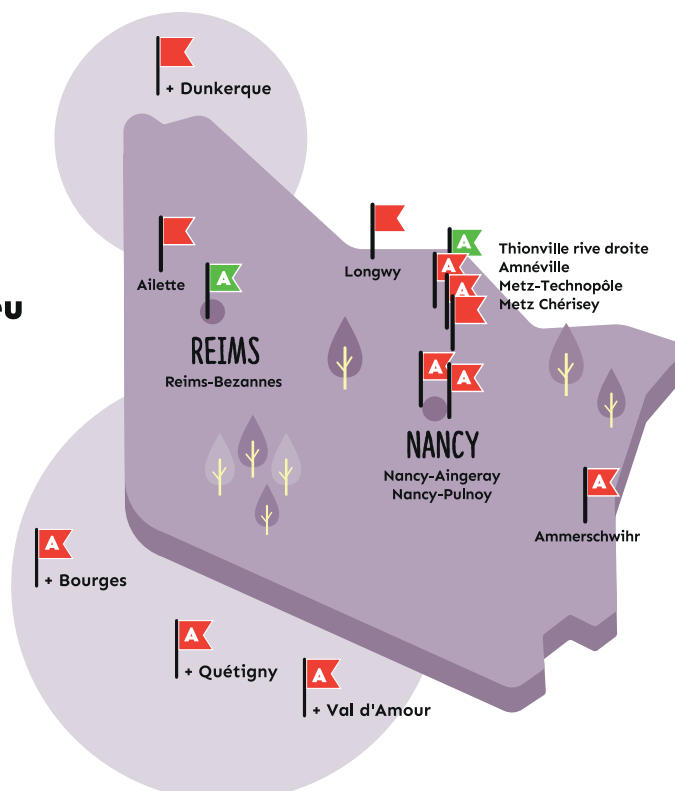 + Dunkerque
Ailette
Longwy
A
Thionville rive droite
Amnéville
Metz-Technopôle
Metz Chérisey
A
A
A
REIMS
Reims-Bezannes
A
A
NANCY
Nancy-Aingeray
Nancy-Pulnoy
A
Ammerschwihr
A
+ Bourges
A
+ Quétigny
A
+ Val d'Amour